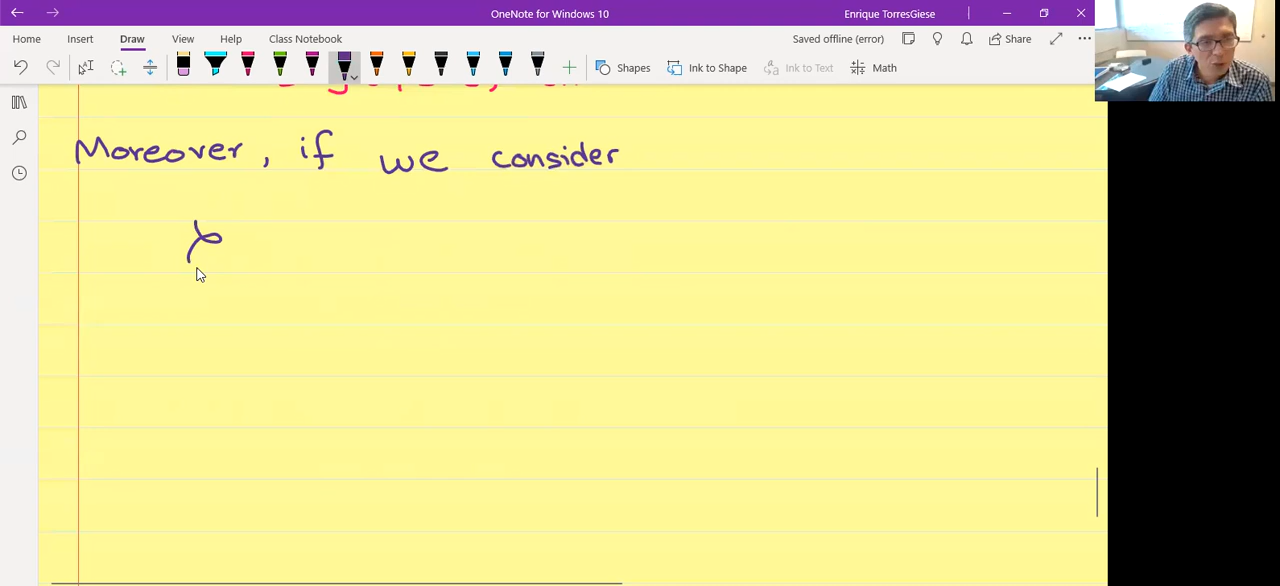 OneNote for Windows 10
Enrique TorresGiese
Home Insert Draw View Help Class Notebook
Saved offline (error) Share
Shapes Ink to Shape Ink to Text Math
Moreover, if we consider